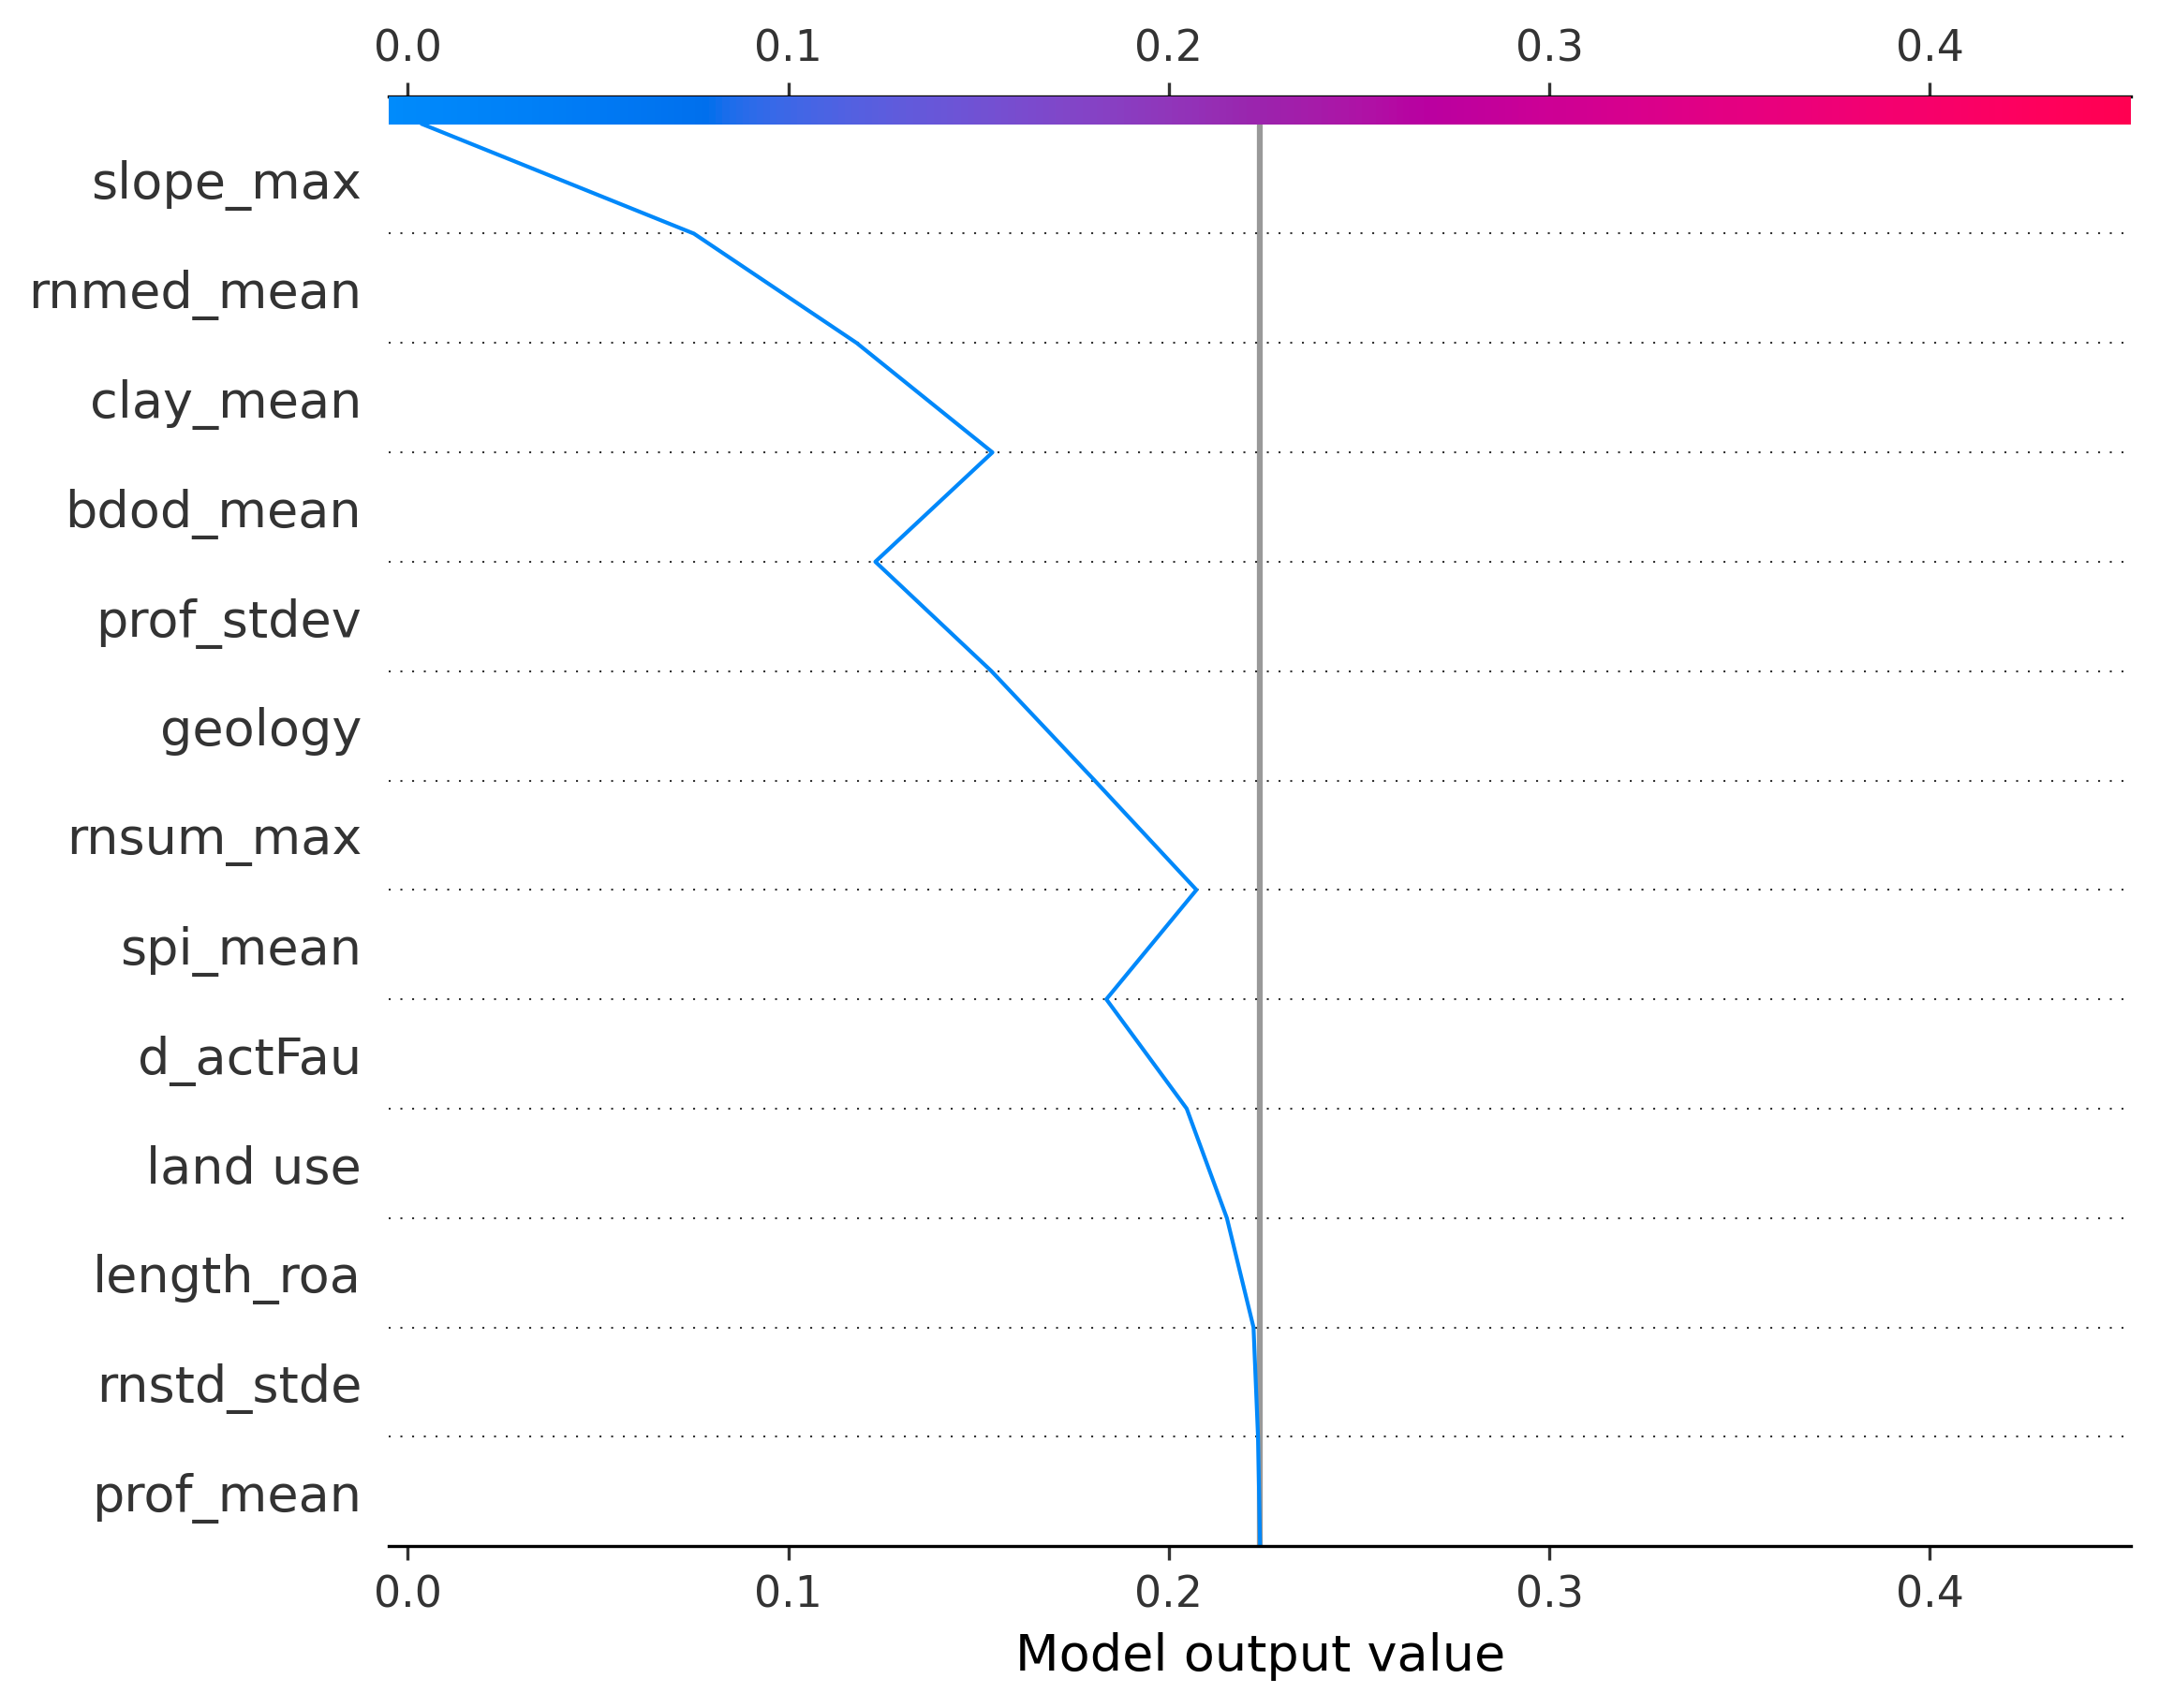 0.0 0.1 0.2 0.3 0.4
slope_max
rnmed_mean
clay_mean
bdod_mean
prof_stdev
geology
rnsum_max
spi_mean
d_actFau
land use
length_roa
rnstd_stde
prof_mean
0.0 0.1 0.2 0.3 0.4
Model output value